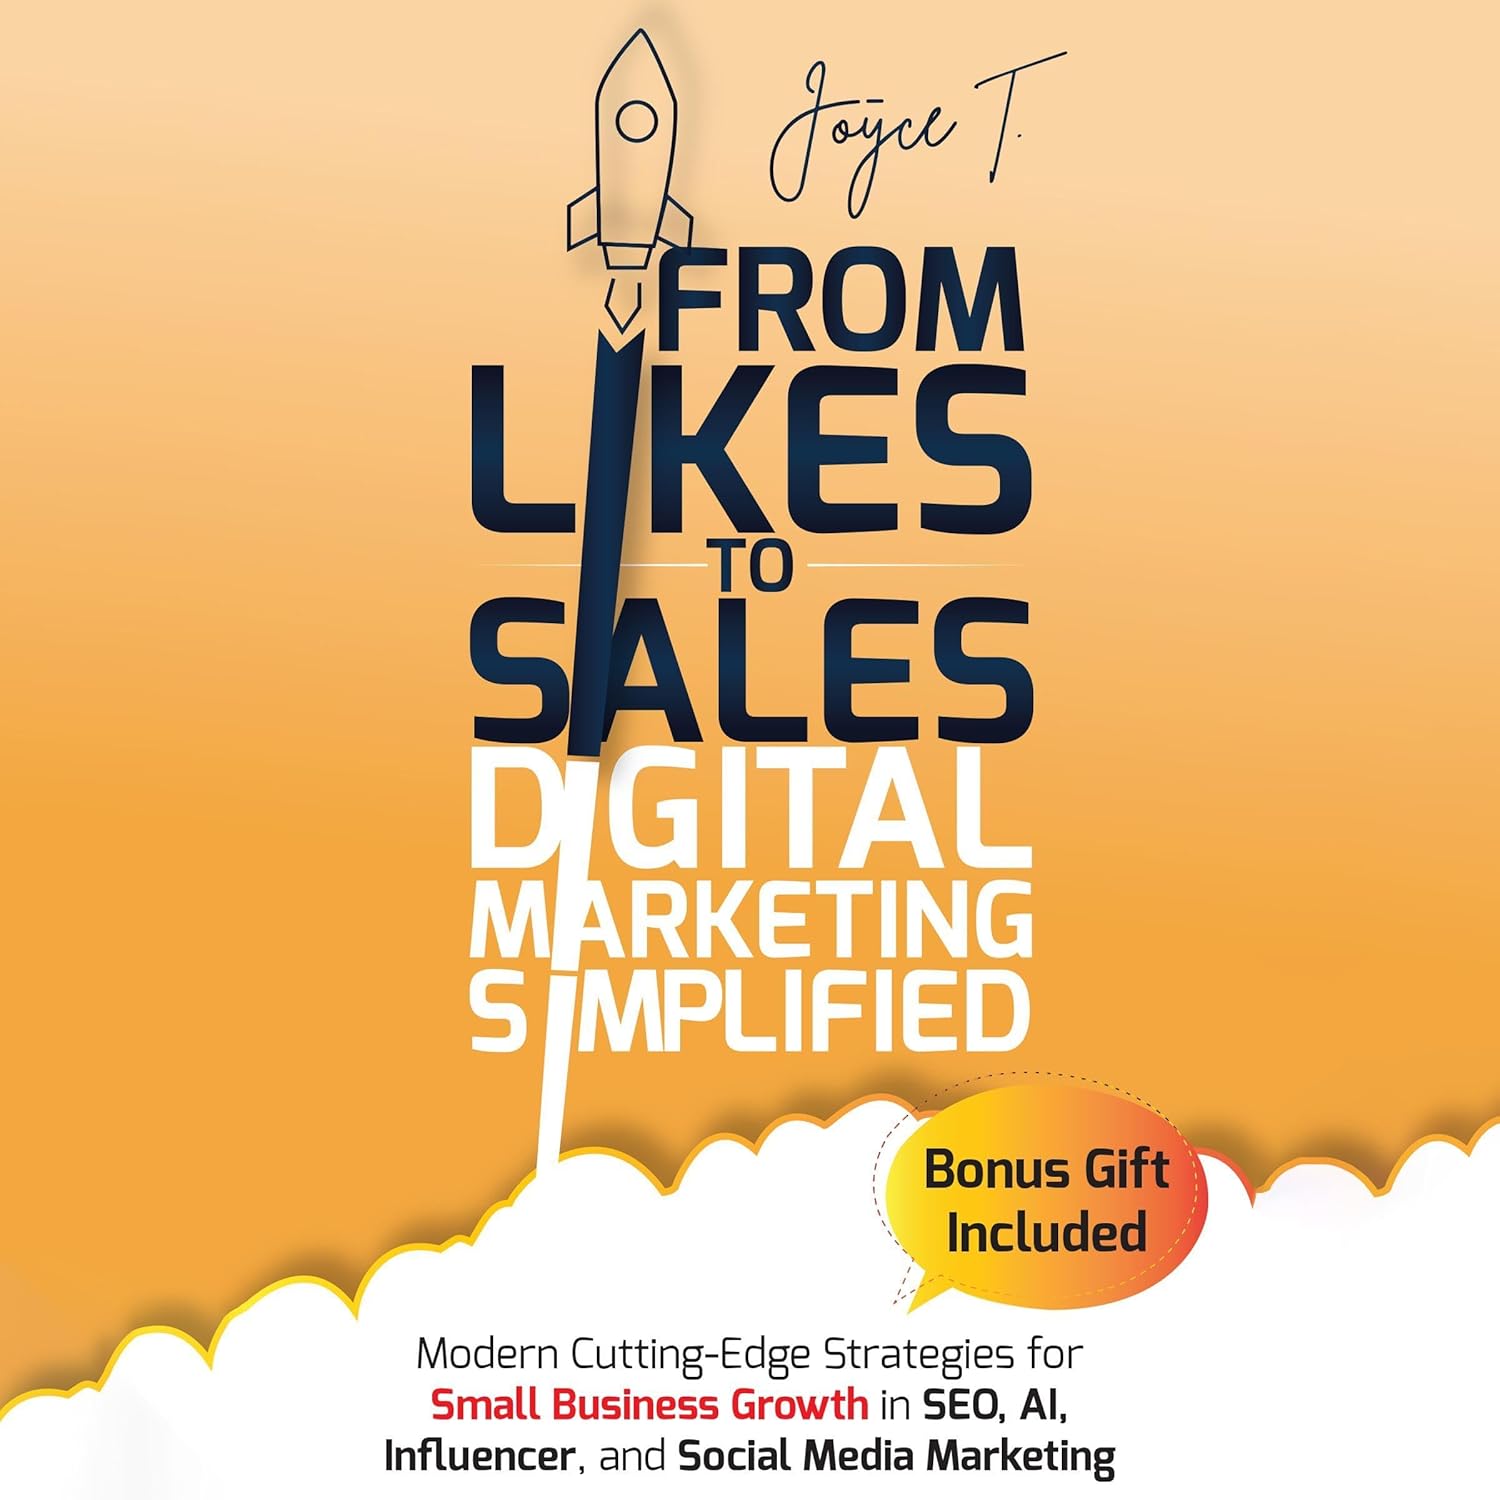 Joyce T.
FROM
LIKES
TO
SALES
DIGITAL
MARKETING
SIMPLIFIED
Bonus Gift
Included
Modern Cutting-Edge Strategies for
Small Business Growth in SEO, AI,
Influencer, and Social Media Marketing